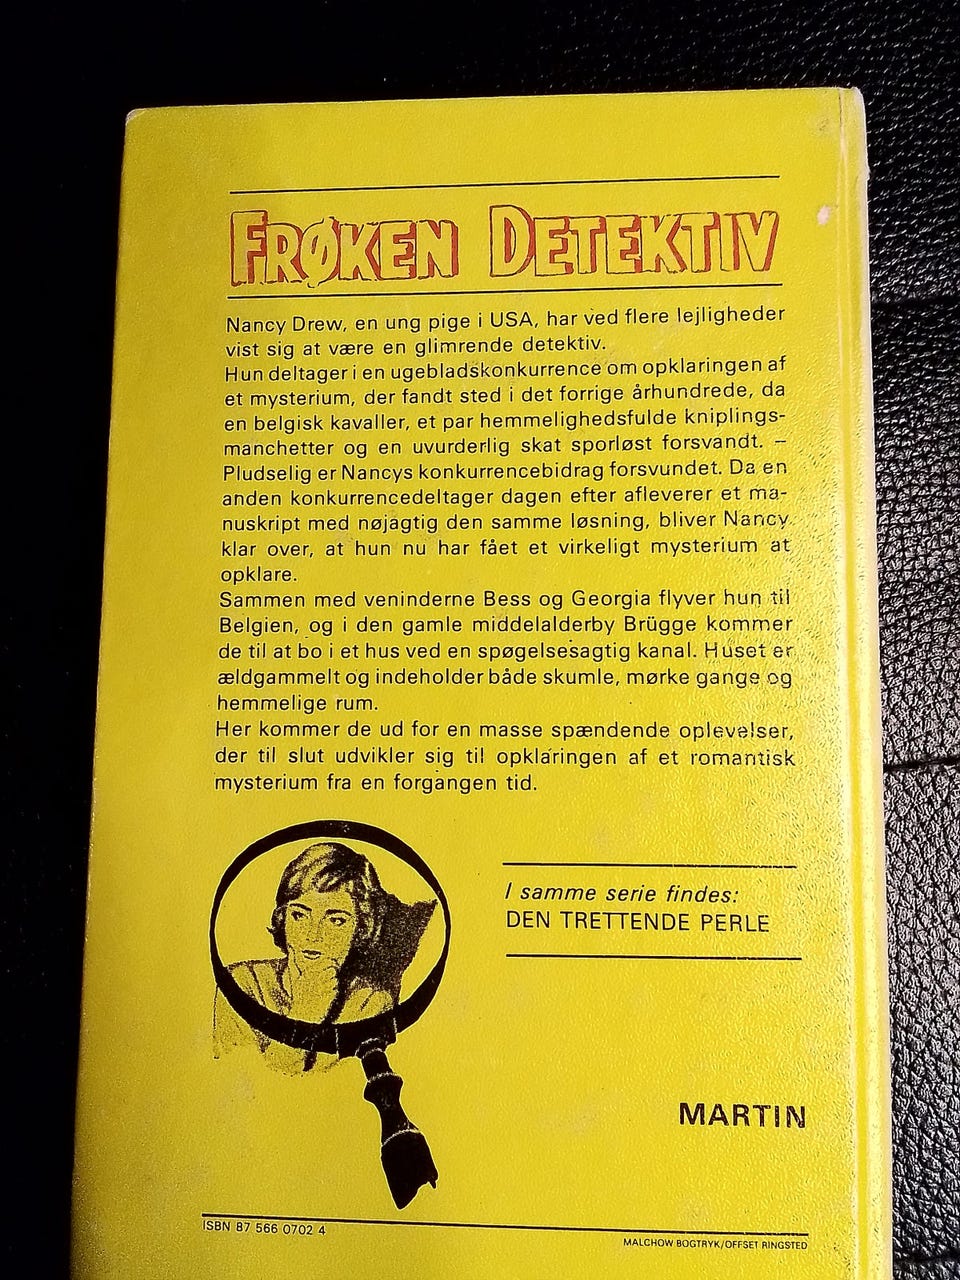 FRØKEN DETEKTIV
Nancy Drew, en ung pige i USA, har ved flere lejligheder
vist sig at være en glimrende detektiv.
Hun deltager i en ugebladskonkurrence om opklaringen af
et mysterium, der fandt sted i det forrige århundrede, da
en belgisk kavaller, et par hemmelighedsfulde kniplings-
manchetter og en uvurderlig skat sporløst forsvandt. –
Pludselig er Nancys konkurrencebidrag forsvundet. Da en
anden konkurrencedeltager dagen efter afleverer et ma-
nuskript med nøjagtig den samme løsning, bliver Nancy
klar over, at hun nu har fået et virkeligt mysterium at
opklare.
Sammen med veninderne Bess og Georgia flyver hun til
Belgien, og i den gamle middelalderby Brügge kommer
de til at bo i et hus ved en spøgelsesagtig kanal. Huset er
ældgammelt og indeholder både skumle, mørke gange og
hemmelige rum.
Her kommer de ud for en masse spændende oplevelser,
der til slut udvikler sig til opklaringen af et romantisk
mysterium fra en forgangen tid.
I samme serie findes:
DEN TRETTENDE PERLE
MARTIN
ISBN 87 566 0702 4
MALCHOW BOGTRYK/OFFSET RINGSTED